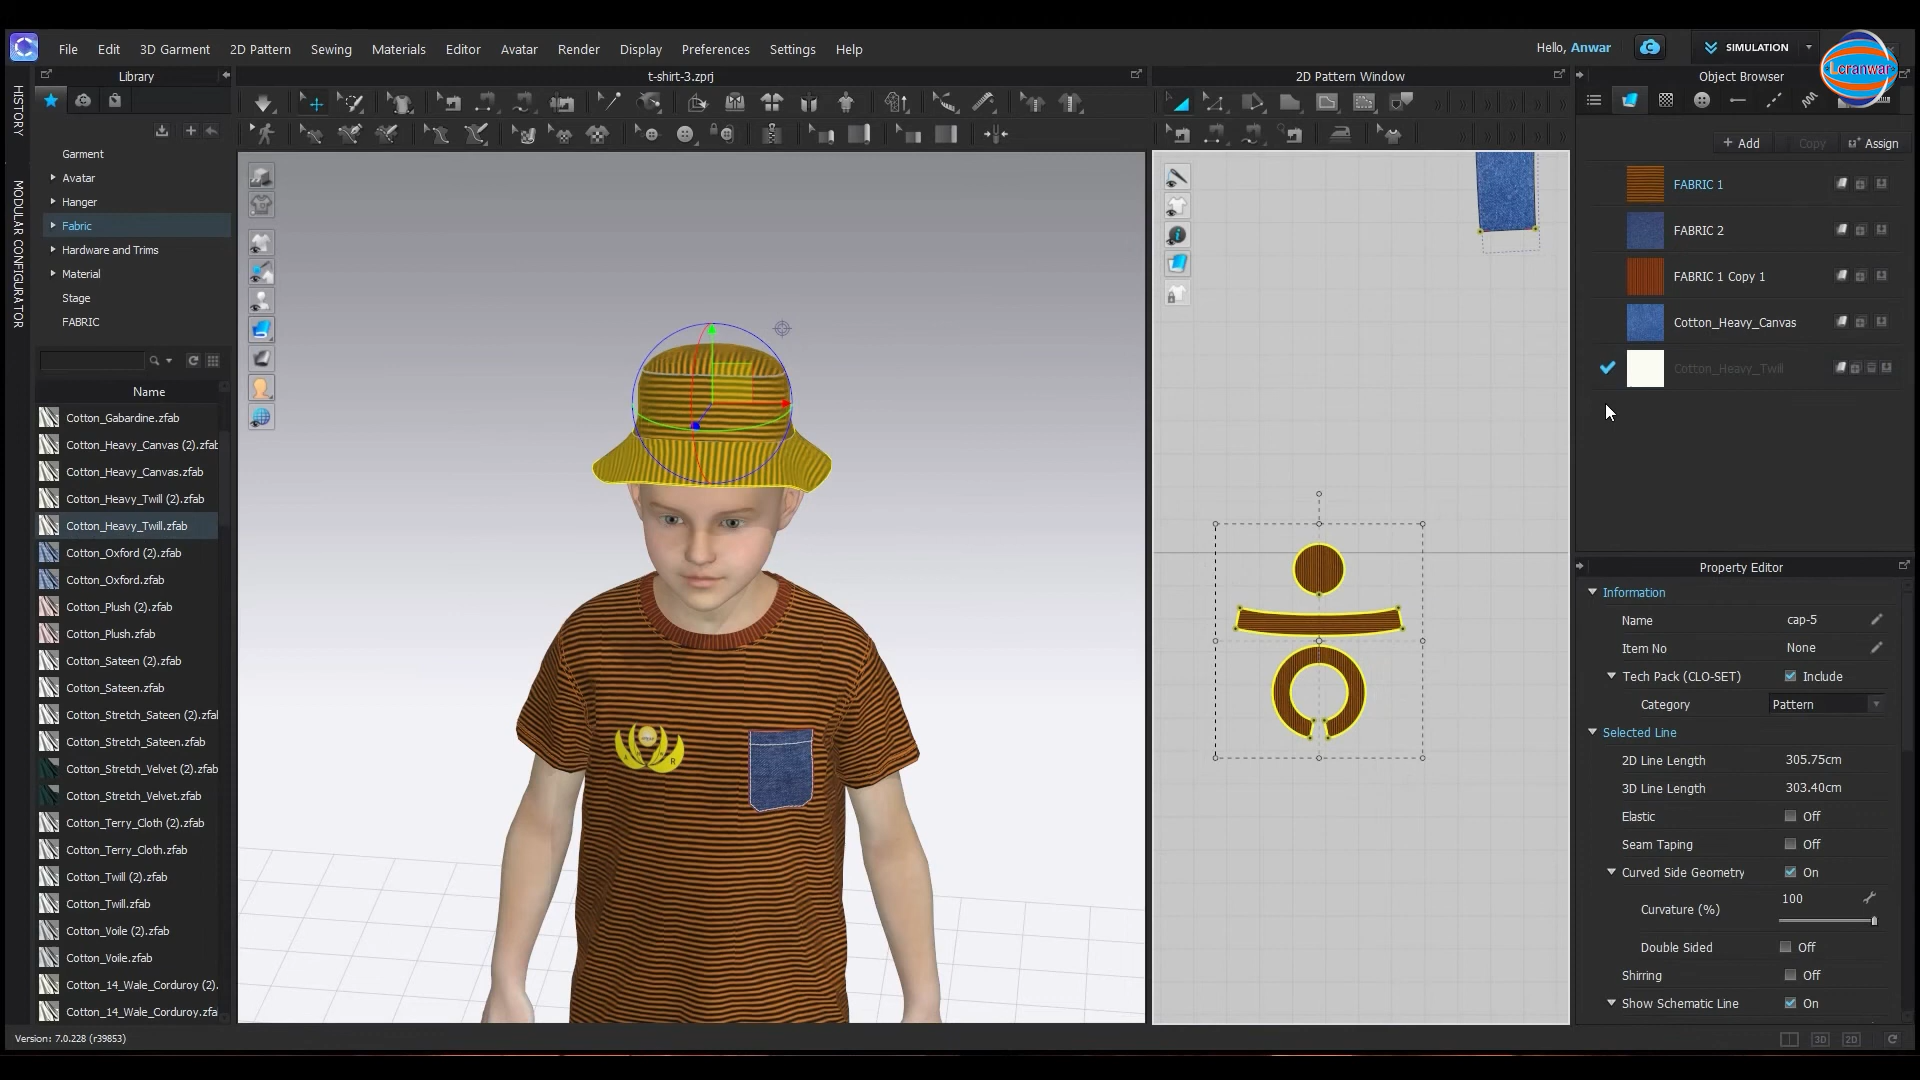 File Edit 3D Garment 2D Pattern Sewing Materials Editor Avatar Render Display Preferences Settings Help
Hello, Anwar
SIMULATION
Lcranwar
HISTORY
MODULAR CONFIGURATOR
Library
t-shirt-3.zprj
2D Pattern Window
Object Browser
Garment
Avatar
Hanger
Fabric
Hardware and Trims
Material
Stage
FABRIC
Name
Cotton_Gabardine.zfab
Cotton_Heavy_Canvas (2).zfab
Cotton_Heavy_Canvas.zfab
Cotton_Heavy_Twill (2).zfab
Cotton_Heavy_Twill.zfab
Cotton_Oxford (2).zfab
Cotton_Oxford.zfab
Cotton_Plush (2).zfab
Cotton_Plush.zfab
Cotton_Sateen (2).zfab
Cotton_Sateen.zfab
Cotton_Stretch_Sateen (2).zfal
Cotton_Stretch_Sateen.zfab
Cotton_Stretch_Velvet (2).zfab
Cotton_Stretch_Velvet.zfab
Cotton_Terry_Cloth (2).zfab
Cotton_Terry_Cloth.zfab
Cotton_Twill (2).zfab
Cotton_Twill.zfab
Cotton_Voile (2).zfab
Cotton_Voile.zfab
Cotton_14_Wale_Corduroy (2).
Cotton_14_Wale_Corduroy.zfa
Version: 7.0.228 (r39853)
+ Add Copy Assign
FABRIC 1
FABRIC 2
FABRIC 1 Copy 1
Cotton_Heavy_Canvas
Cotton_Heavy_Twill
Property Editor
Information
Name cap-5
Item No None
Tech Pack (CLO-SET) Include
Category Pattern
Selected Line
2D Line Length 305.75cm
3D Line Length 303.40cm
Elastic Off
Seam Taping Off
Curved Side Geometry On
Curvature (%) 100
Double Sided Off
Shirring Off
Show Schematic Line On
3D 2D